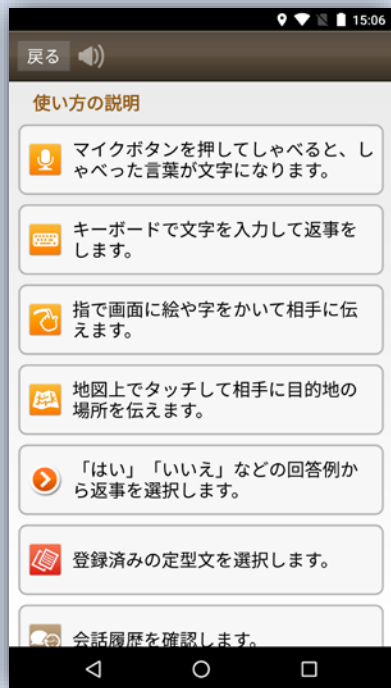 15:06
戻る
使い方の説明
マイクボタンを押してしゃべると、し
ゃべった言葉が文字になります。
キーボードで文字を入力して返事を
します。
指で画面に絵や字をかいて相手に伝
えます。
地図上でタッチして相手に目的地の
場所を伝えます。
「はい」「いいえ」などの回答例か
ら返事を選択します。
登録済みの定型文を選択します。
会話履歴を確認します。